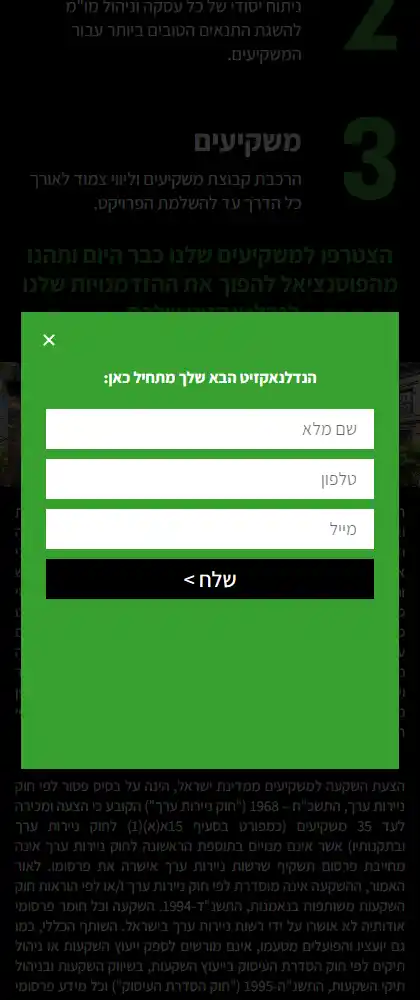 ניתוח יסודי של כל עסקה וניהול מו"מ
להשגת התנאים הטובים ביותר עבור
המשקיעים.
2
משקיעים
3
הרכבת קבוצת משקיעים וליווי צמוד לאורך
כל הדרך עד להשלמת הפרויקט.
הצטרפו למשקיעים שלנו כבר היום ותהנו
מהפוטנציאל להפוך את ההזדמנויות שלנו
×
הנדלנאקזיט הבא שלך מתחיל כאן:
שם מלא
טלפון
מייל
שלח >
הצעת השקעה למשקיעים ממדינת ישראל, הינה על בסיס פטור לפי חוק
ניירות ערך, התשכ"ח – 1968 ("חוק ניירות ערך") הקובע כי הצעה ומכירה
לעד 35 משקיעים (כמפורט בסעיף 15א(א)(1) לחוק ניירות ערך
ובתקנותיו) אשר אינם מנויים בתוספת הראשונה לחוק ניירות ערך אינה
מחייבת פרסום תשקיף שרשות ניירות ערך אישרה את פרסומו. לאור
האמור, ההשקעה אינה מוסדרת לפי חוק ניירות ערך ו/או לפי הוראות חוק
השקעות משותפות בנאמנות, התשנ"ד-1994. השקעה וכל חומר פרסומי
אודותיה לא אושרו על ידי רשות ניירות ערך בישראל. השותף הכללי, כמו
גם יועציו והפועלים מטעמו, אינם מורשים לספק ייעוץ השקעות או ניהול
תיקים לפי חוק הסדרת העיסוק בייעוץ השקעות, בשיווק השקעות ובניהול
תיקי השקעות, התשנ"ה-1995 ("חוק הסדרת העיסוק") וכל מידע פרסומי